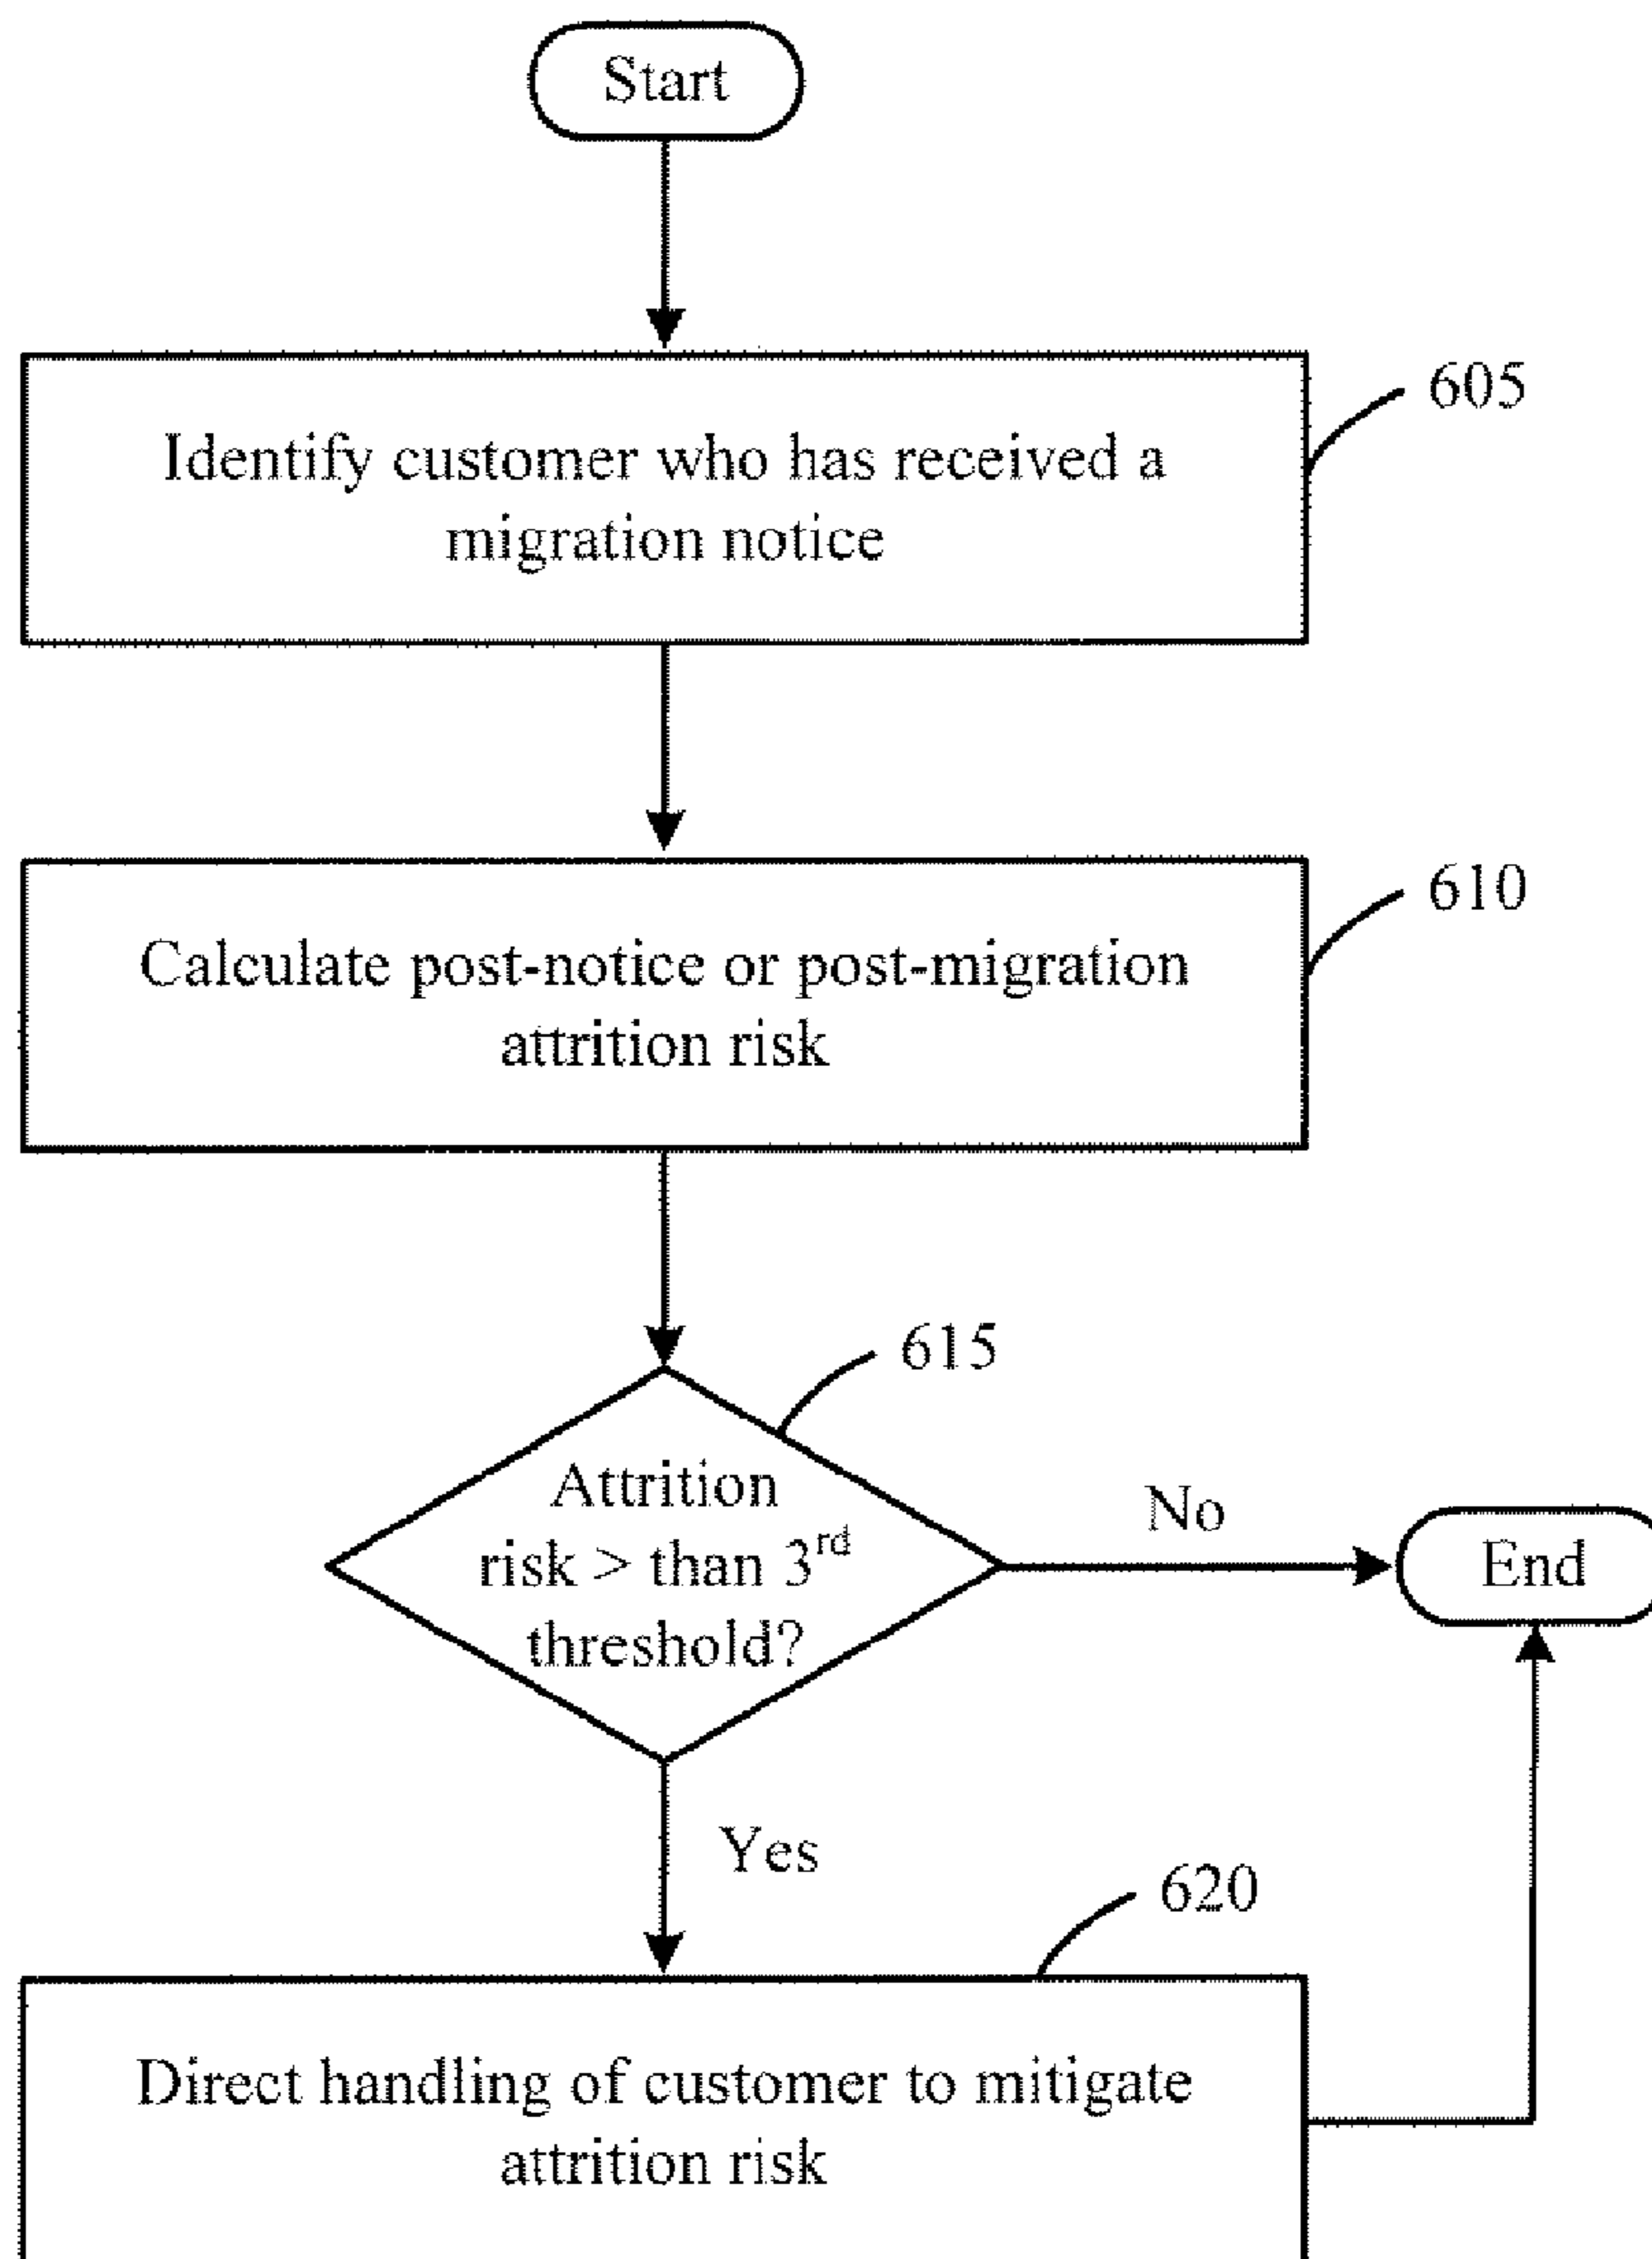 Start
605
Identify customer who has received a
migration notice
610
Calculate post-notice or post-migration
attrition risk
615
Attrition
risk > than 3rd
threshold?
No
End
Yes
620
Direct handling of customer to mitigate
attrition risk